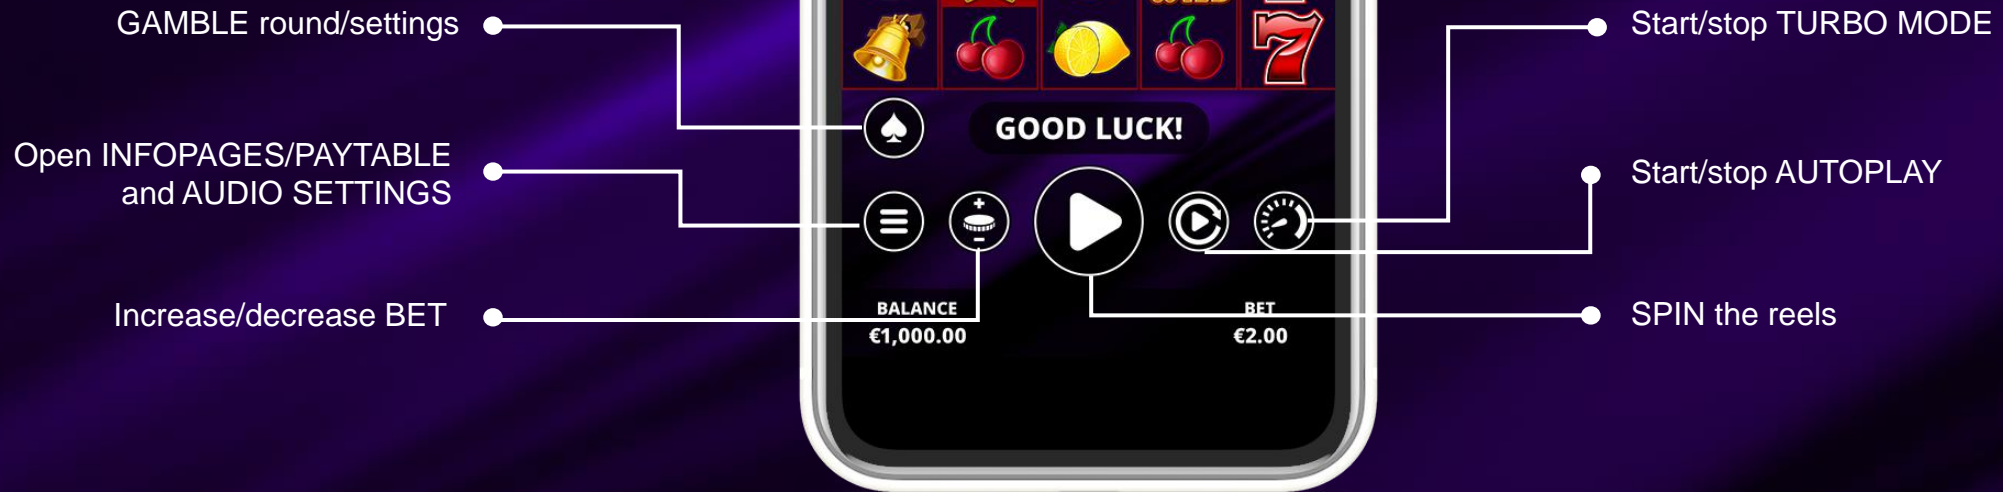 GAMBLE round/settings
Start/stop TURBO MODE
GOOD LUCK!
Open INFOPAGES/PAYTABLE
and AUDIO SETTINGS
Start/stop AUTOPLAY
Increase/decrease BET
BALANCE
€1,000.00
BET
€2.00
SPIN the reels